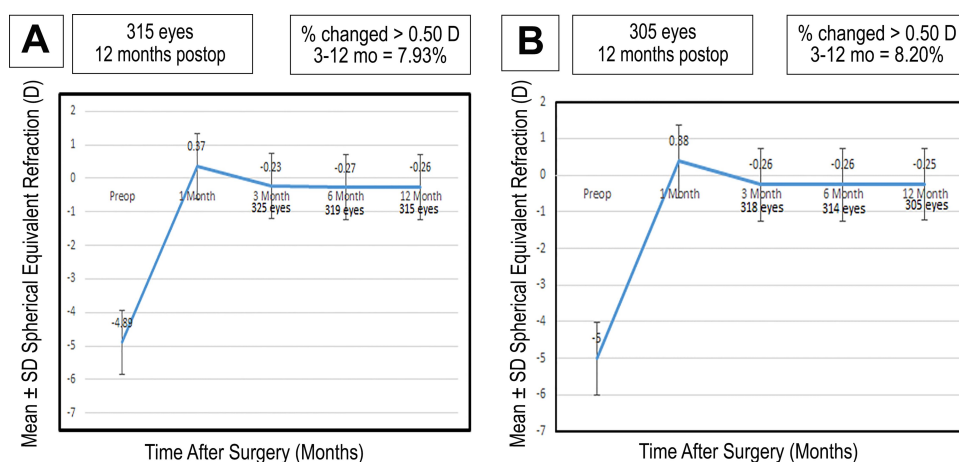 A
315 eyes
12 months postop
% changed > 0.50 D
3-12 mo = 7.93%
Mean ± SD Spherical Equivalent Refraction (D)
2
1
0
-1
-2
-3
-4
-5
-6
-7
0.37
-0.23
-0.27
-0.26
Preop
1 Month
3 Month
6 Month
12 Month
325 eyes
319 eyes
315 eyes
-4.89
Time After Surgery (Months)
B
305 eyes
12 months postop
% changed > 0.50 D
3-12 mo = 8.20%
Mean ± SD Spherical Equivalent Refraction (D)
2
1
0
-1
-2
-3
-4
-5
-6
-7
0.38
-0.26
-0.26
-0.25
Preop
1 Month
3 Month
6 Month
12 Month
318 eyes
314 eyes
305 eyes
-5
Time After Surgery (Months)